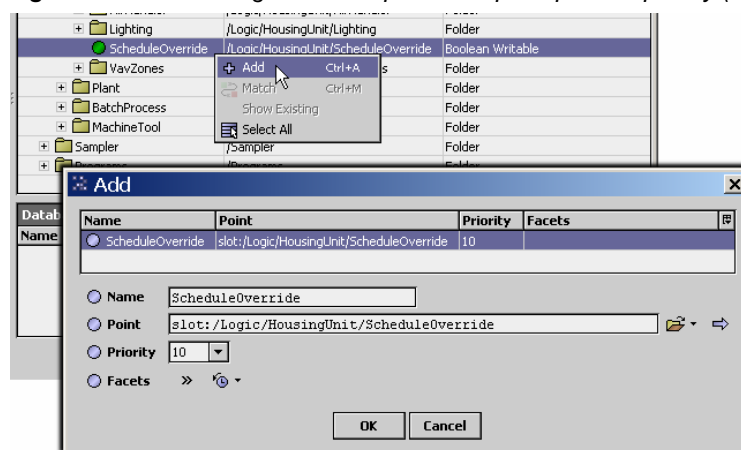 + Lighting /Logic/HousingUnit/Lighting Folder
ScheduleOverride /Logic/HousingUnit/ScheduleOverride Boolean Writable
+ VavZones s Folder
+ Plant Folder
+ BatchProcess Folder
+ MachineTool Folder
+ Sampler /Sampler Folder
Add Ctrl+A
Match Ctrl+M
Show Existing
Select All
Datab
Name
Add
Name Point Priority Facets
ScheduleOverride slot:/Logic/HousingUnit/ScheduleOverride 10
Name ScheduleOverride
Point slot:/Logic/HousingUnit/ScheduleOverride
Priority 10
Facets »
OK Cancel